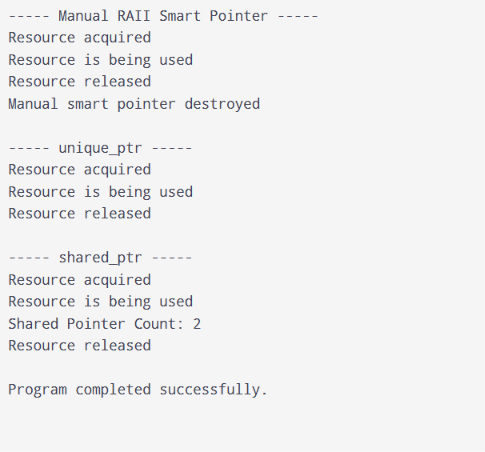 ----- Manual RAII Smart Pointer -----
Resource acquired
Resource is being used
Resource released
Manual smart pointer destroyed
----- unique_ptr -----
Resource acquired
Resource is being used
Resource released
----- shared_ptr -----
Resource acquired
Resource is being used
Shared Pointer Count: 2
Resource released
Program completed successfully.